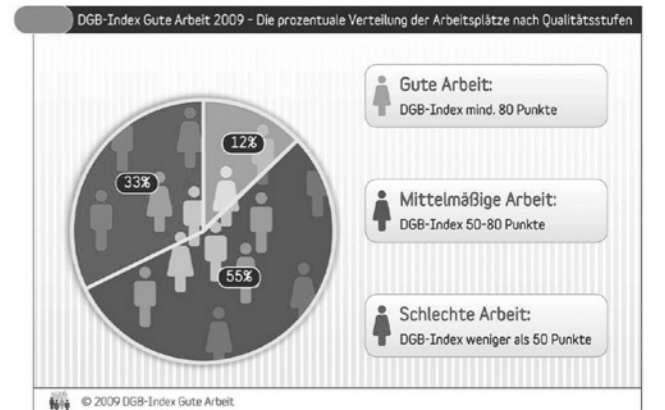 DGB-Index Gute Arbeit 2009 - Die prozentuale Verteilung der Arbeitsplätze nach Qualitätsstufen
12%
33%
55%
Gute Arbeit:
DGB-Index mind. 80 Punkte
Mittelmäßige Arbeit:
DGB-Index 50-80 Punkte
Schlechte Arbeit:
DGB-Index weniger als 50 Punkte
© 2009 DGB-Index Gute Arbeit